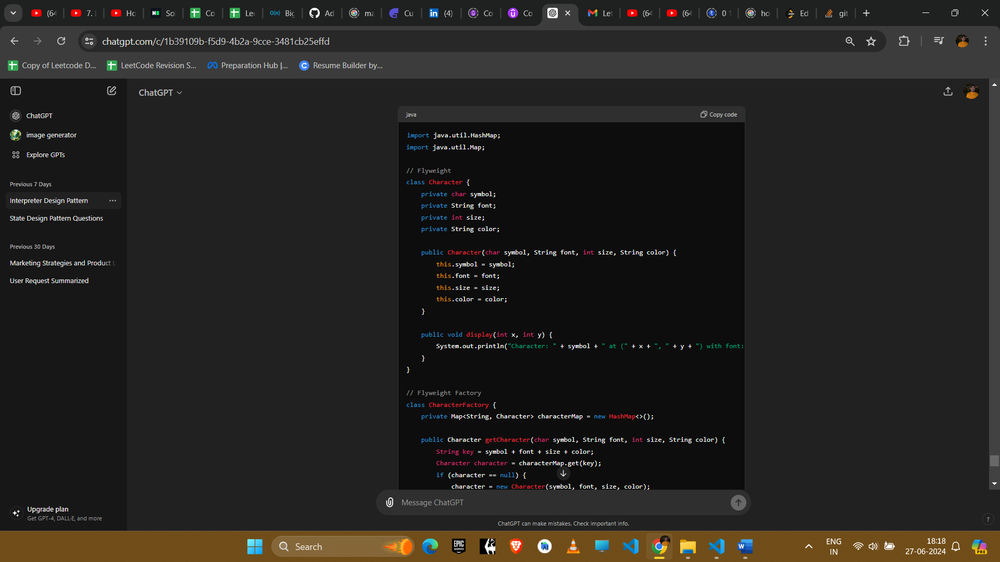 (64
7.
Ho
So
Co
Lee
O(n) Big
Ad
ma
Cu
(4)
Co
Co
Let
(64
(64
0 1
ho
Ed
git
chatgpt.com/c/1b39109b-f5d9-4b2a-9cce-3481cb25effd
Copy of Leetcode D...
LeetCode Revision S...
Preparation Hub |...
Resume Builder by...
ChatGPT
ChatGPT
image generator
Explore GPTs
Previous 7 Days
Interpreter Design Pattern
State Design Pattern Questions
Previous 30 Days
Marketing Strategies and Product L
User Request Summarized
Upgrade plan
Get GPT-4, DALL·E, and more
java
Copy code
import java.util.HashMap;
import java.util.Map;
// Flyweight
class Character {
private char symbol;
private String font;
private int size;
private String color;
public Character(char symbol, String font, int size, String color) {
this.symbol = symbol;
this.font = font;
this.size = size;
this.color = color;
}
public void display(int x, int y) {
System.out.println("Character: " + symbol + " at (" + x + ", " + y + ") with font:
}
}
// Flyweight Factory
class CharacterFactory {
private Map<String, Character> characterMap = new HashMap<>();
public Character getCharacter(char symbol, String font, int size, String color) {
String key = symbol + font + size + color;
Character character = characterMap.get(key);
if (character == null) {
character = new Character(symbol, font, size, color);
Message ChatGPT
ChatGPT can make mistakes. Check important info.
?
Search
EPIC
GAMES
ENG
IN
18:18
27-06-2024
PRE